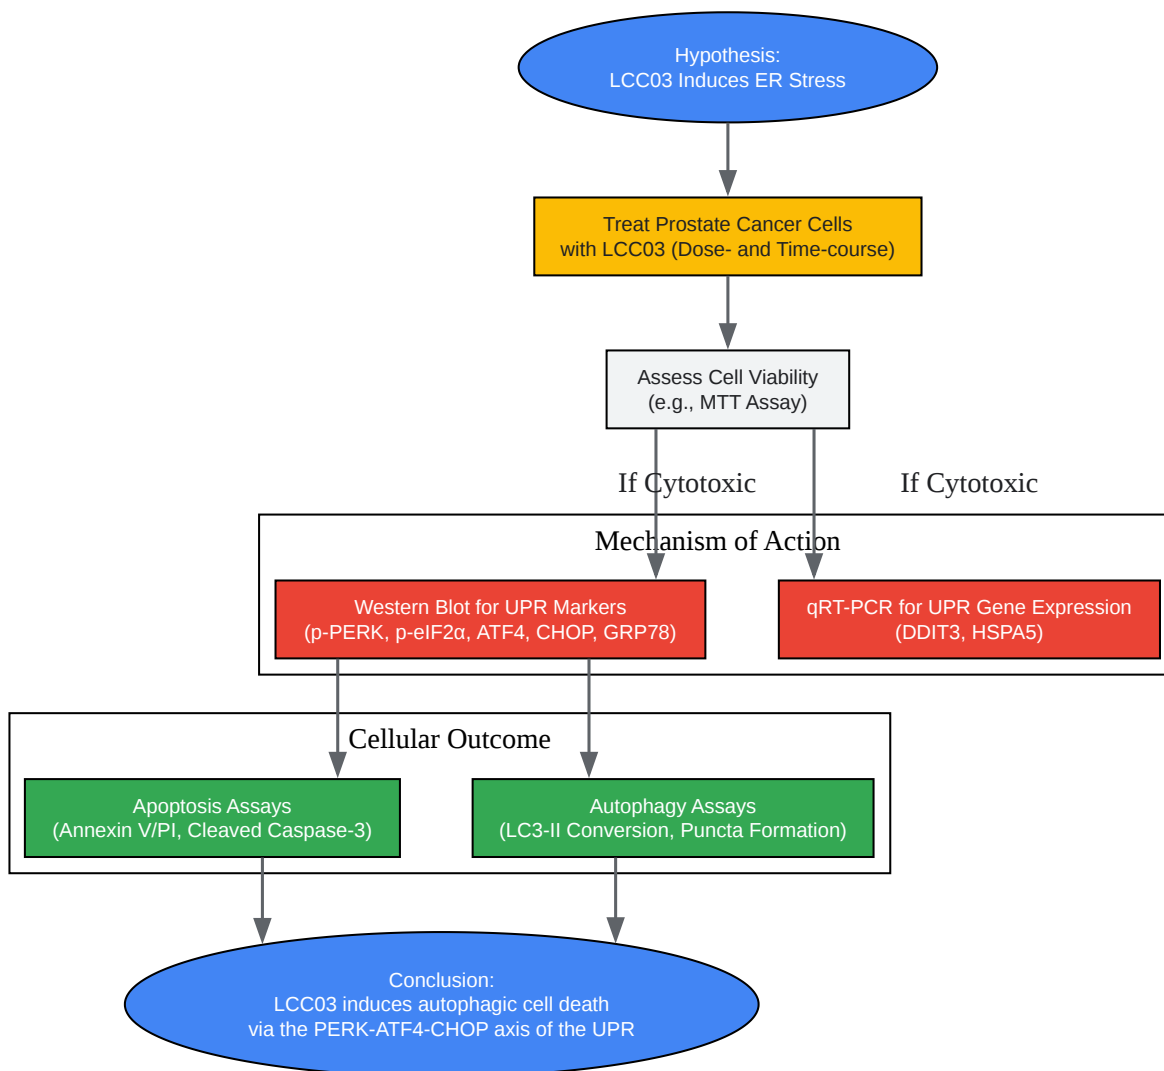 Hypothesis:
LCC03 Induces ER Stress
Treat Prostate Cancer Cells
with LCC03 (Dose- and Time-course)
Assess Cell Viability
(e.g., MTT Assay)
If Cytotoxic
If Cytotoxic
Mechanism of Action
Western Blot for UPR Markers
(p-PERK, p-eIF2α, ATF4, CHOP, GRP78)
qRT-PCR for UPR Gene Expression
(DDIT3, HSPA5)
Cellular Outcome
Apoptosis Assays
(Annexin V/PI, Cleaved Caspase-3)
Autophagy Assays
(LC3-II Conversion, Puncta Formation)
Conclusion:
LCC03 induces autophagic cell death
via the PERK-ATF4-CHOP axis of the UPR